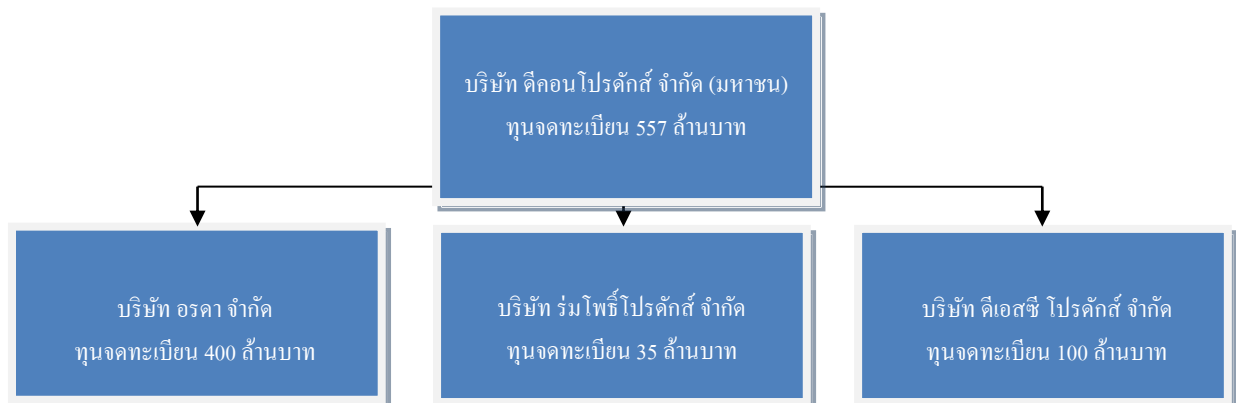 บริษัท ดีคอนโปรดักส์ จำกัด (มหาชน)
ทุนจดทะเบียน 557 ล้านบาท
บริษัท อรดา จำกัด
ทุนจดทะเบียน 400 ล้านบาท
บริษัท ร่มโพธิ์โปรดักส์ จำกัด
ทุนจดทะเบียน 35 ล้านบาท
บริษัท ดีเอสซี โปรดักส์ จำกัด
ทุนจดทะเบียน 100 ล้านบาท